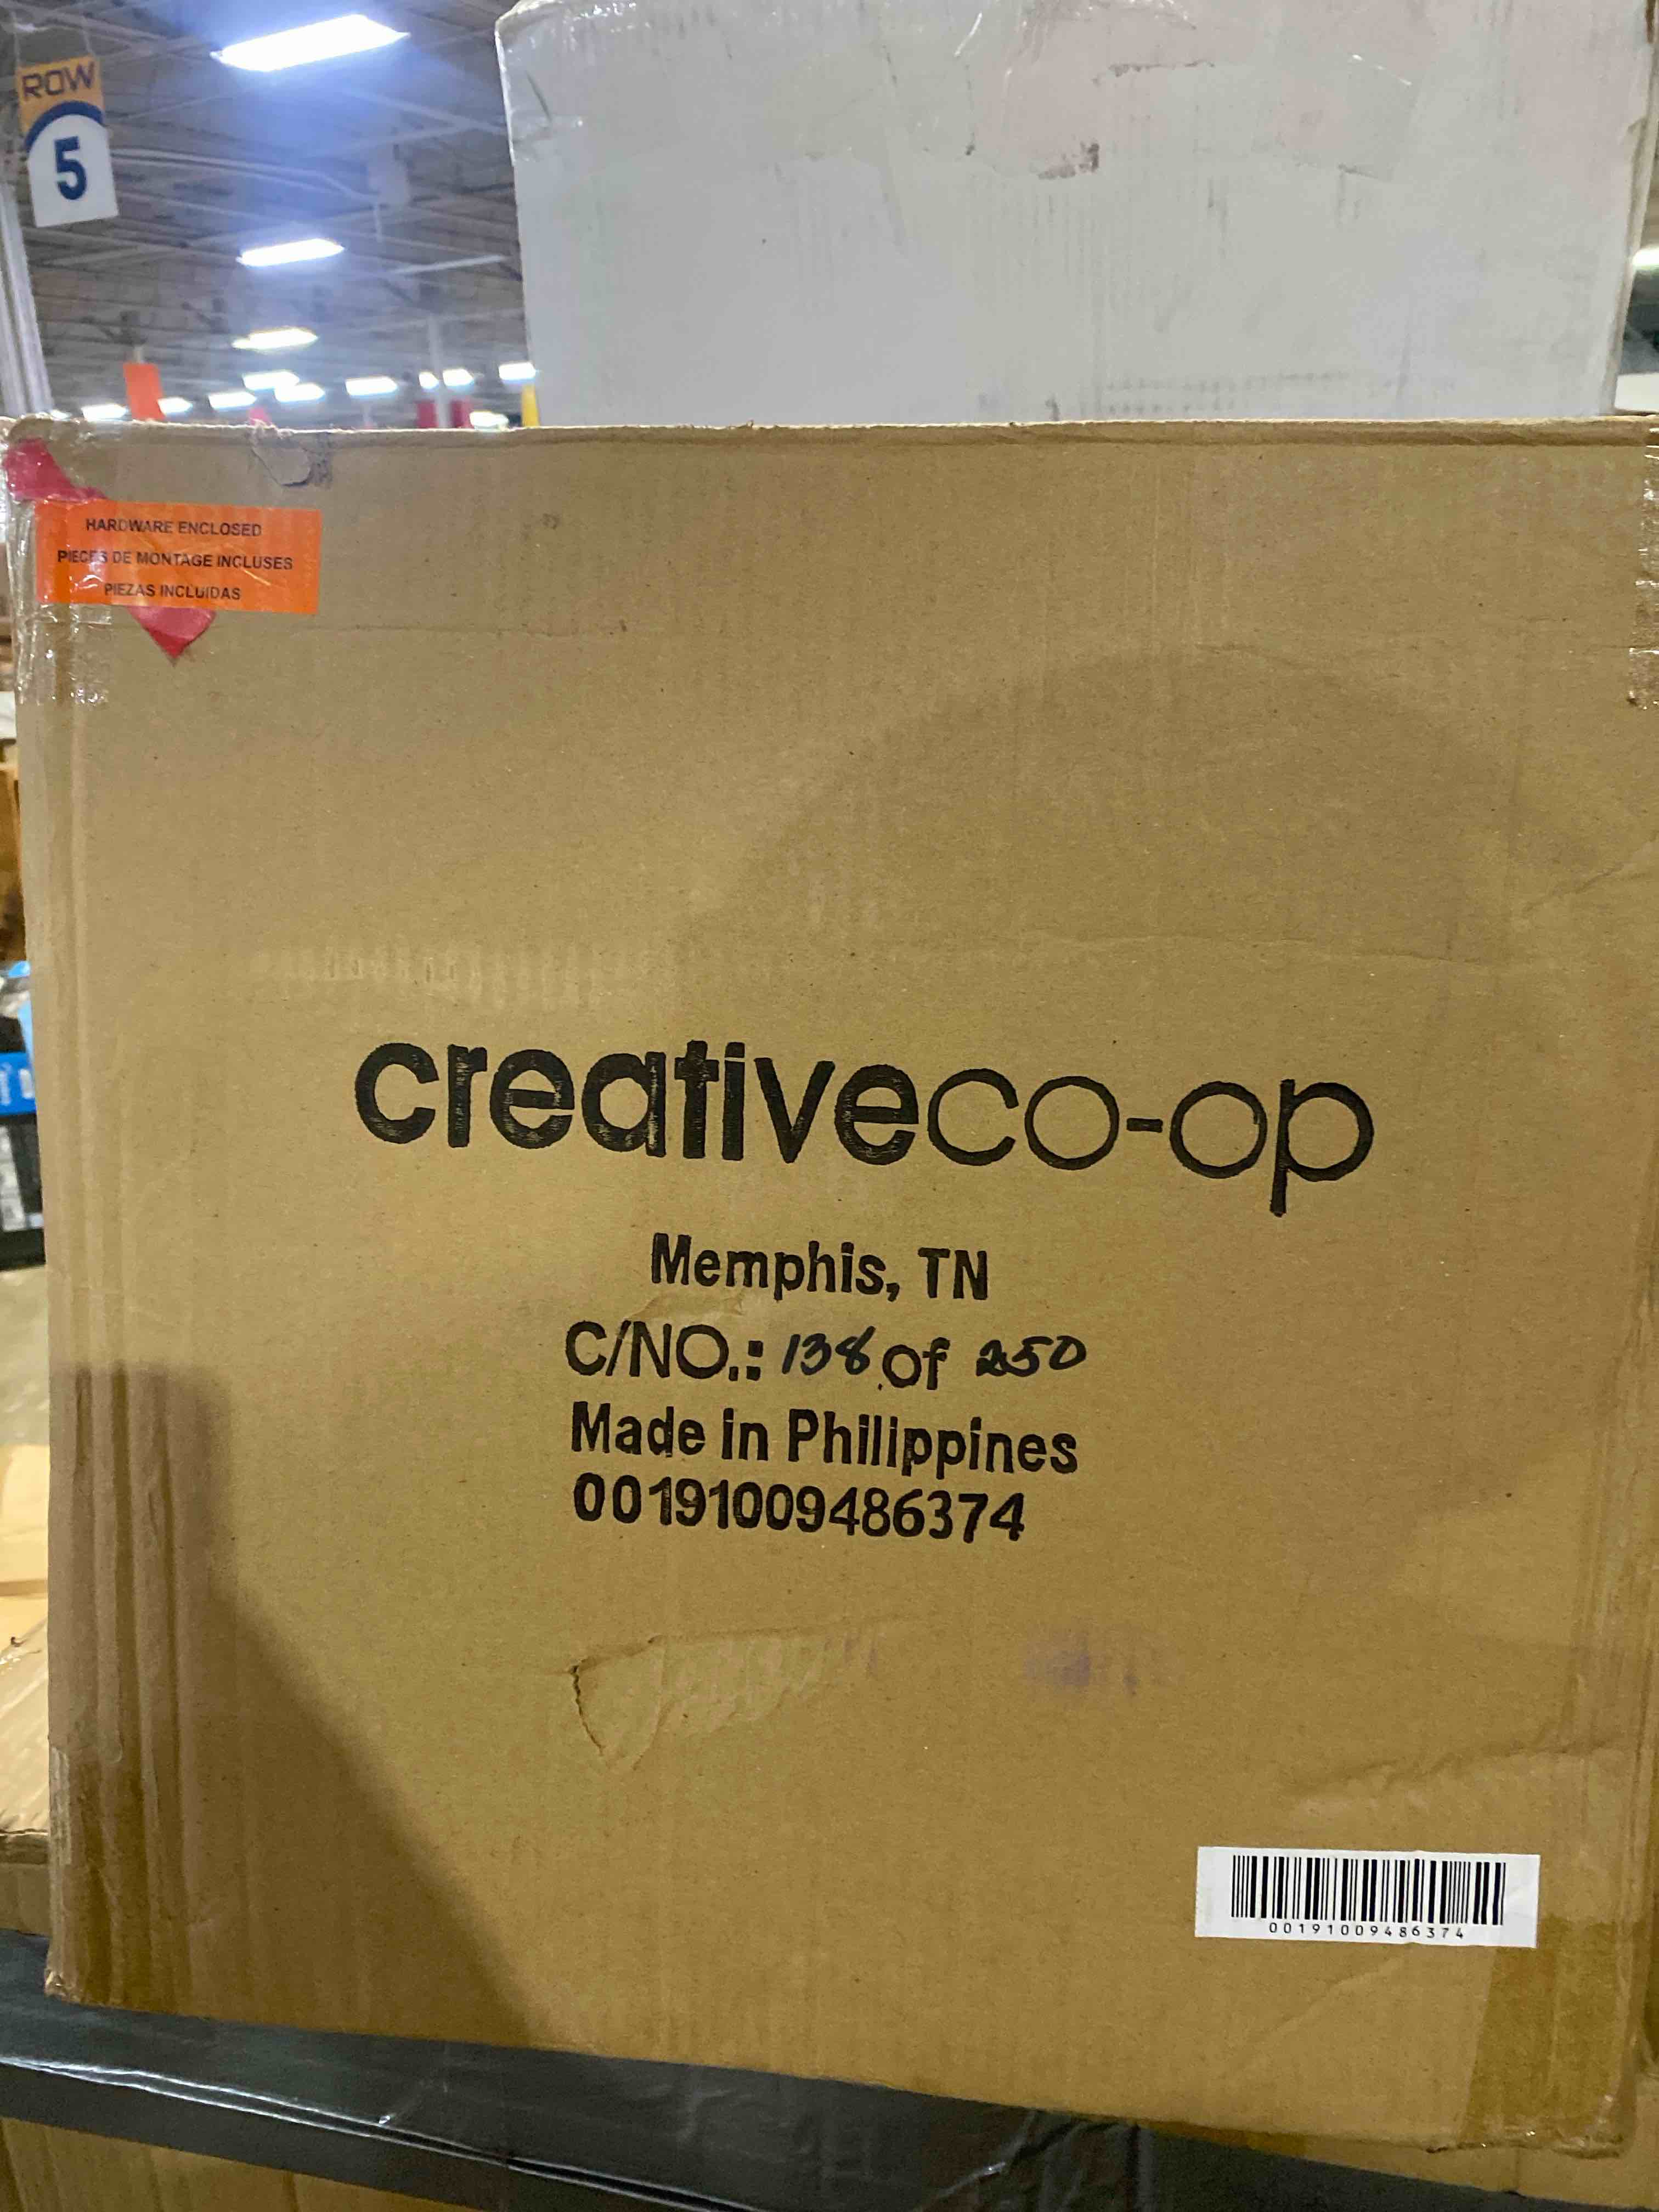 ROW
5
HARDWARE ENCLOSED
PIECES DE MONTAGE INCLUSES
PIEZAS INCLUIDAS
creativeco-op
Memphis, TN
C/NO.: 138 of 250
Made in Philippines
00191009486374
00191009486374